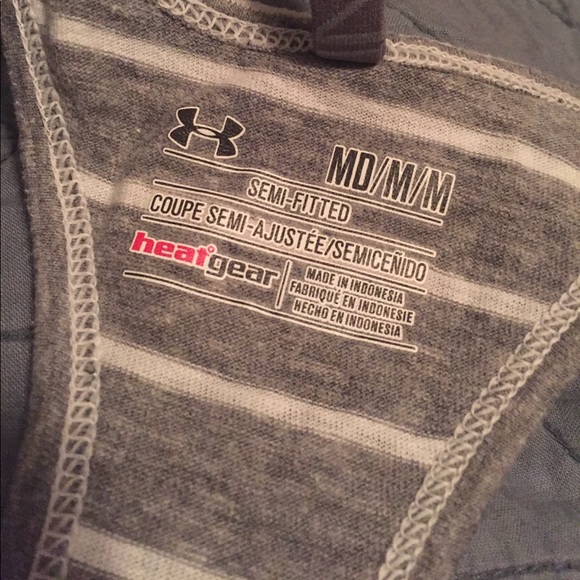 MD/M/M
SEMI-FITTED
COUPE SEMI-AJUSTÉE/SEMICEÑIDO
heatgear
MADE IN INDONESIA
FABRIQUÉ EN INDONESIE
HECHO EN INDONESIA